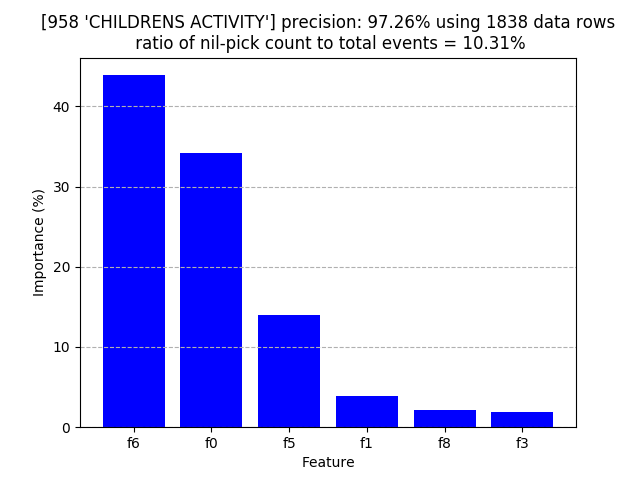 [958 'CHILDRENS ACTIVITY'] precision: 97.26% using 1838 data rows
ratio of nil-pick count to total events = 10.31%
Importance (%)
40
30
20
10
0
f6 f0 f5 f1 f8 f3
Feature